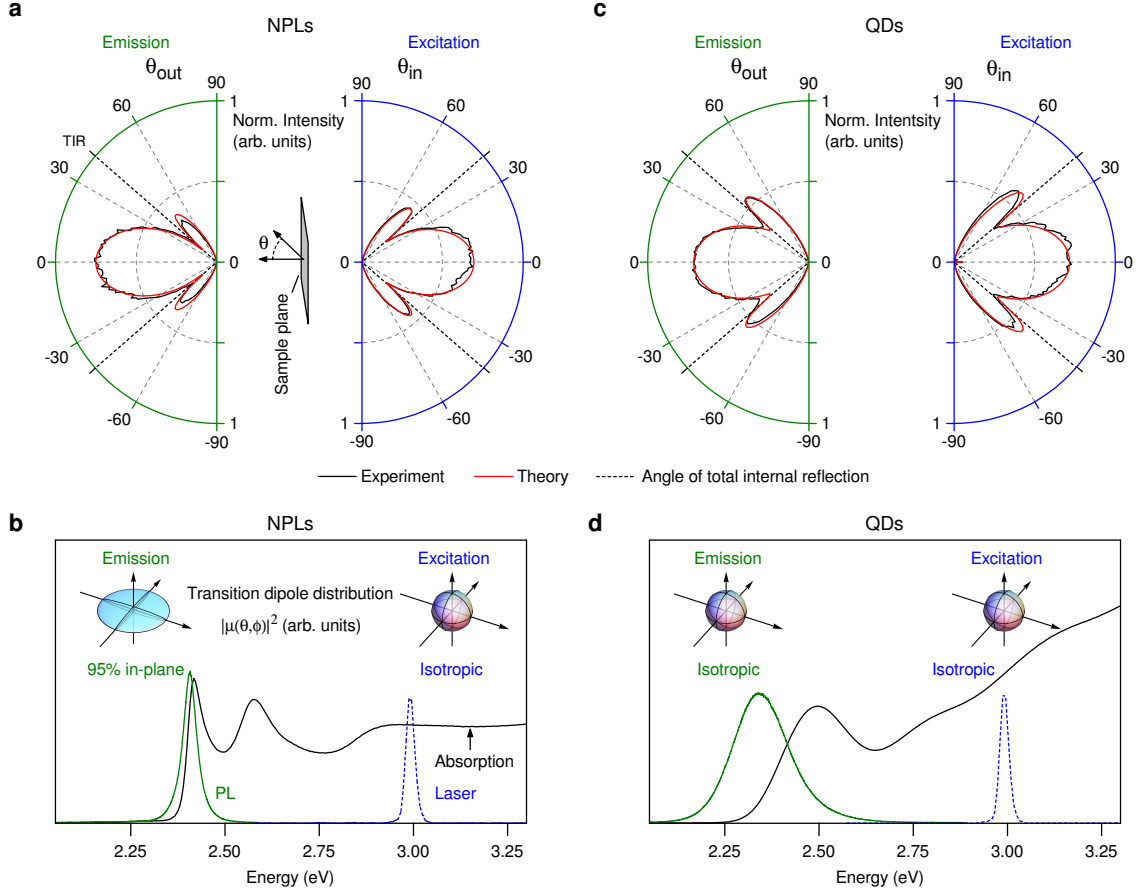 a
NPLs
Emission
Excitation
θout
θin
90
60
30
0
-30
-60
-90
TIR
1
Norm. Intensity
(arb. units)
0
1
θ
Sample plane
90
1
60
30
0
0
-30
-60
1
-90
c
QDs
Emission
Excitation
θout
θin
90
60
30
0
-30
-60
-90
1
Norm. Intentsity
(arb. units)
0
1
90
1
60
30
0
0
-30
-60
1
-90
Experiment
Theory
Angle of total internal reflection
b
NPLs
Emission
Excitation
Transition dipole distribution
|μ(θ,ϕ)|² (arb. units)
95% in-plane
Isotropic
Absorption
PL
Laser
2.25
2.50
2.75
3.00
3.25
Energy (eV)
d
QDs
Emission
Excitation
Isotropic
Isotropic
2.25
2.50
2.75
3.00
3.25
Energy (eV)